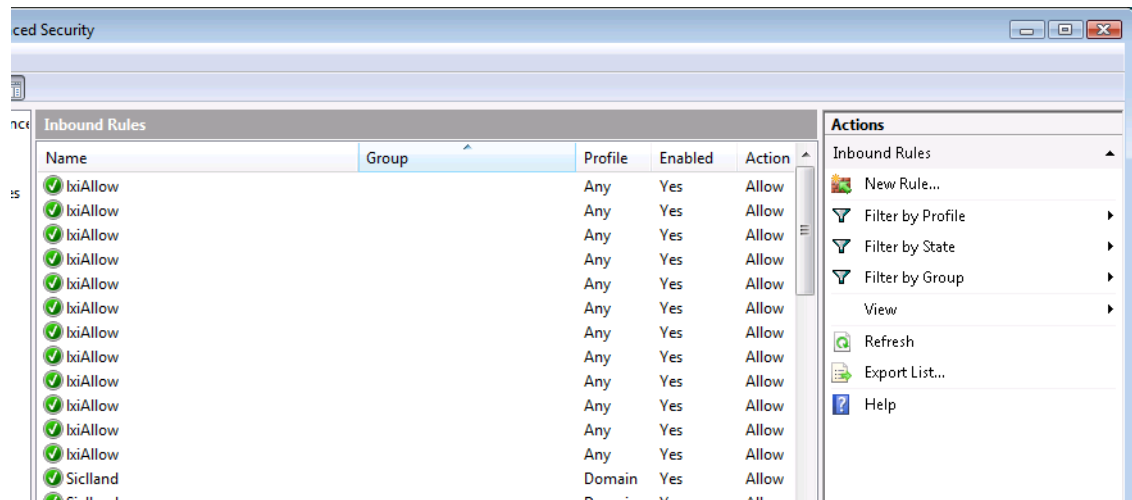 ced Security
nce
Inbound Rules
Actions
Name Group Profile Enabled Action
Inbound Rules
es
IxiAllow Any Yes Allow
IxiAllow Any Yes Allow
IxiAllow Any Yes Allow
IxiAllow Any Yes Allow
IxiAllow Any Yes Allow
IxiAllow Any Yes Allow
IxiAllow Any Yes Allow
IxiAllow Any Yes Allow
IxiAllow Any Yes Allow
IxiAllow Any Yes Allow
IxiAllow Any Yes Allow
IxiAllow Any Yes Allow
Siclland Domain Yes Allow
New Rule...
Filter by Profile
Filter by State
Filter by Group
View
Refresh
Export List...
Help